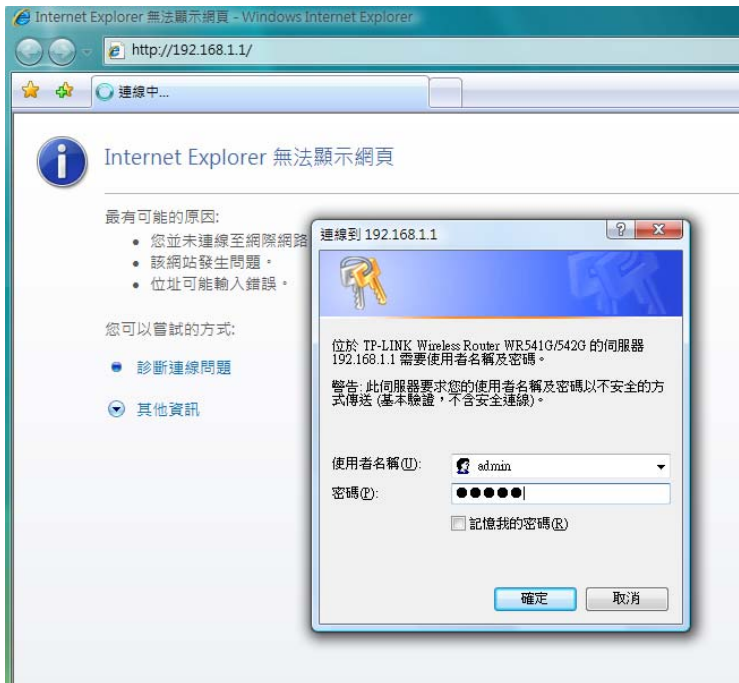 Internet Explorer 無法顯示網頁 - Windows Internet Explorer
http://192.168.1.1/
連線中...
Internet Explorer 無法顯示網頁
最有可能的原因:
• 您並未連線至網際網路
• 該網站發生問題。
• 位址可能輸入錯誤。
您可以嘗試的方式:
診斷連線問題
其他資訊
連線到 192.168.1.1
位於 TP-LINK Wireless Router WR541G/542G 的伺服器
192.168.1.1 需要使用者名稱及密碼。
警告: 此伺服器要求您的使用者名稱及密碼以不安全的方
式傳送 (基本驗證，不含安全連線)。
使用者名稱(U):
admin
密碼(P):
●●●●●
記憶我的密碼(R)
確定
取消